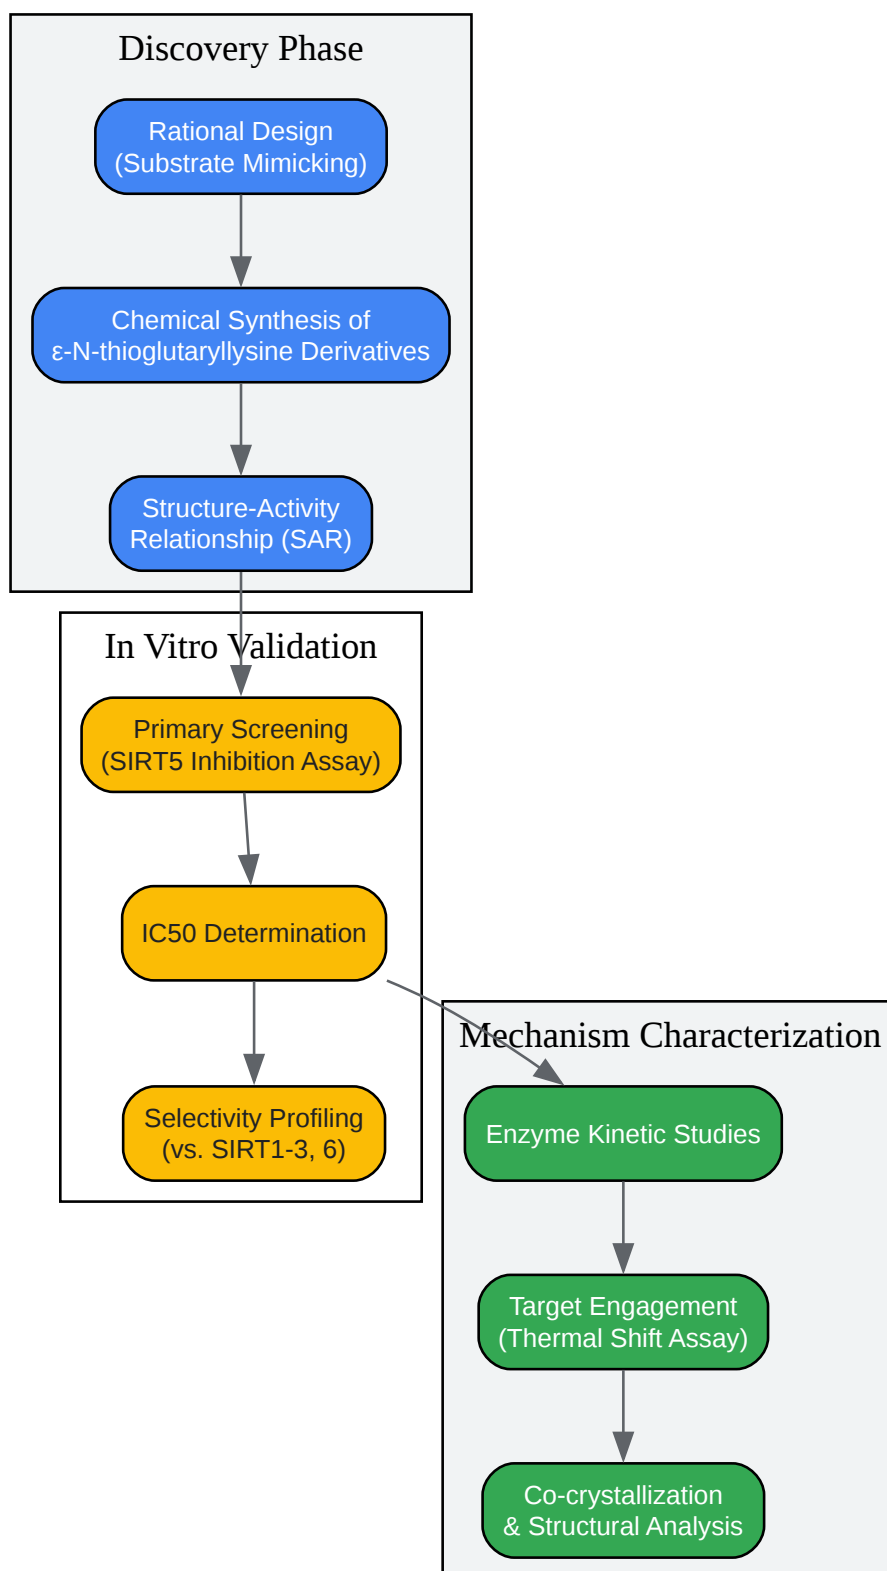 Discovery Phase
Rational Design
(Substrate Mimicking)
Chemical Synthesis of
ε-N-thioglutaryllysine Derivatives
Structure-Activity
Relationship (SAR)
In Vitro Validation
Primary Screening
(SIRT5 Inhibition Assay)
IC50 Determination
Selectivity Profiling
(vs. SIRT1-3, 6)
Mechanism Characterization
Enzyme Kinetic Studies
Target Engagement
(Thermal Shift Assay)
Co-crystallization
& Structural Analysis